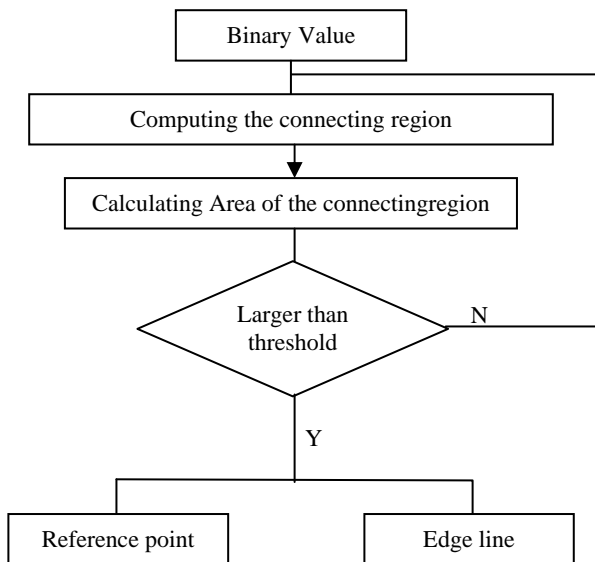 Binary Value
Computing the connecting region
Calculating Area of the connectingregion
Larger than
threshold
N
Y
Reference point
Edge line